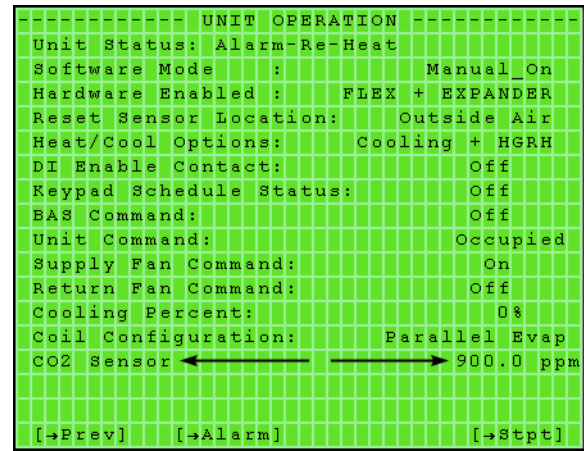 ------------ UNIT OPERATION ------------
Unit Status: Alarm-Re-Heat
Software Mode : Manual_On
Hardware Enabled : FLEX + EXPANDER
Reset Sensor Location: Outside Air
Heat/Cool Options: Cooling + HGRH
DI Enable Contact: Off
Keypad Schedule Status: Off
BAS Command: Off
Unit Command: Occupied
Supply Fan Command: On
Return Fan Command: Off
Cooling Percent: 0%
Coil Configuration: Parallel Evap
CO2 Sensor 900.0 ppm
[→Prev] [→Alarm] [→Stpt]